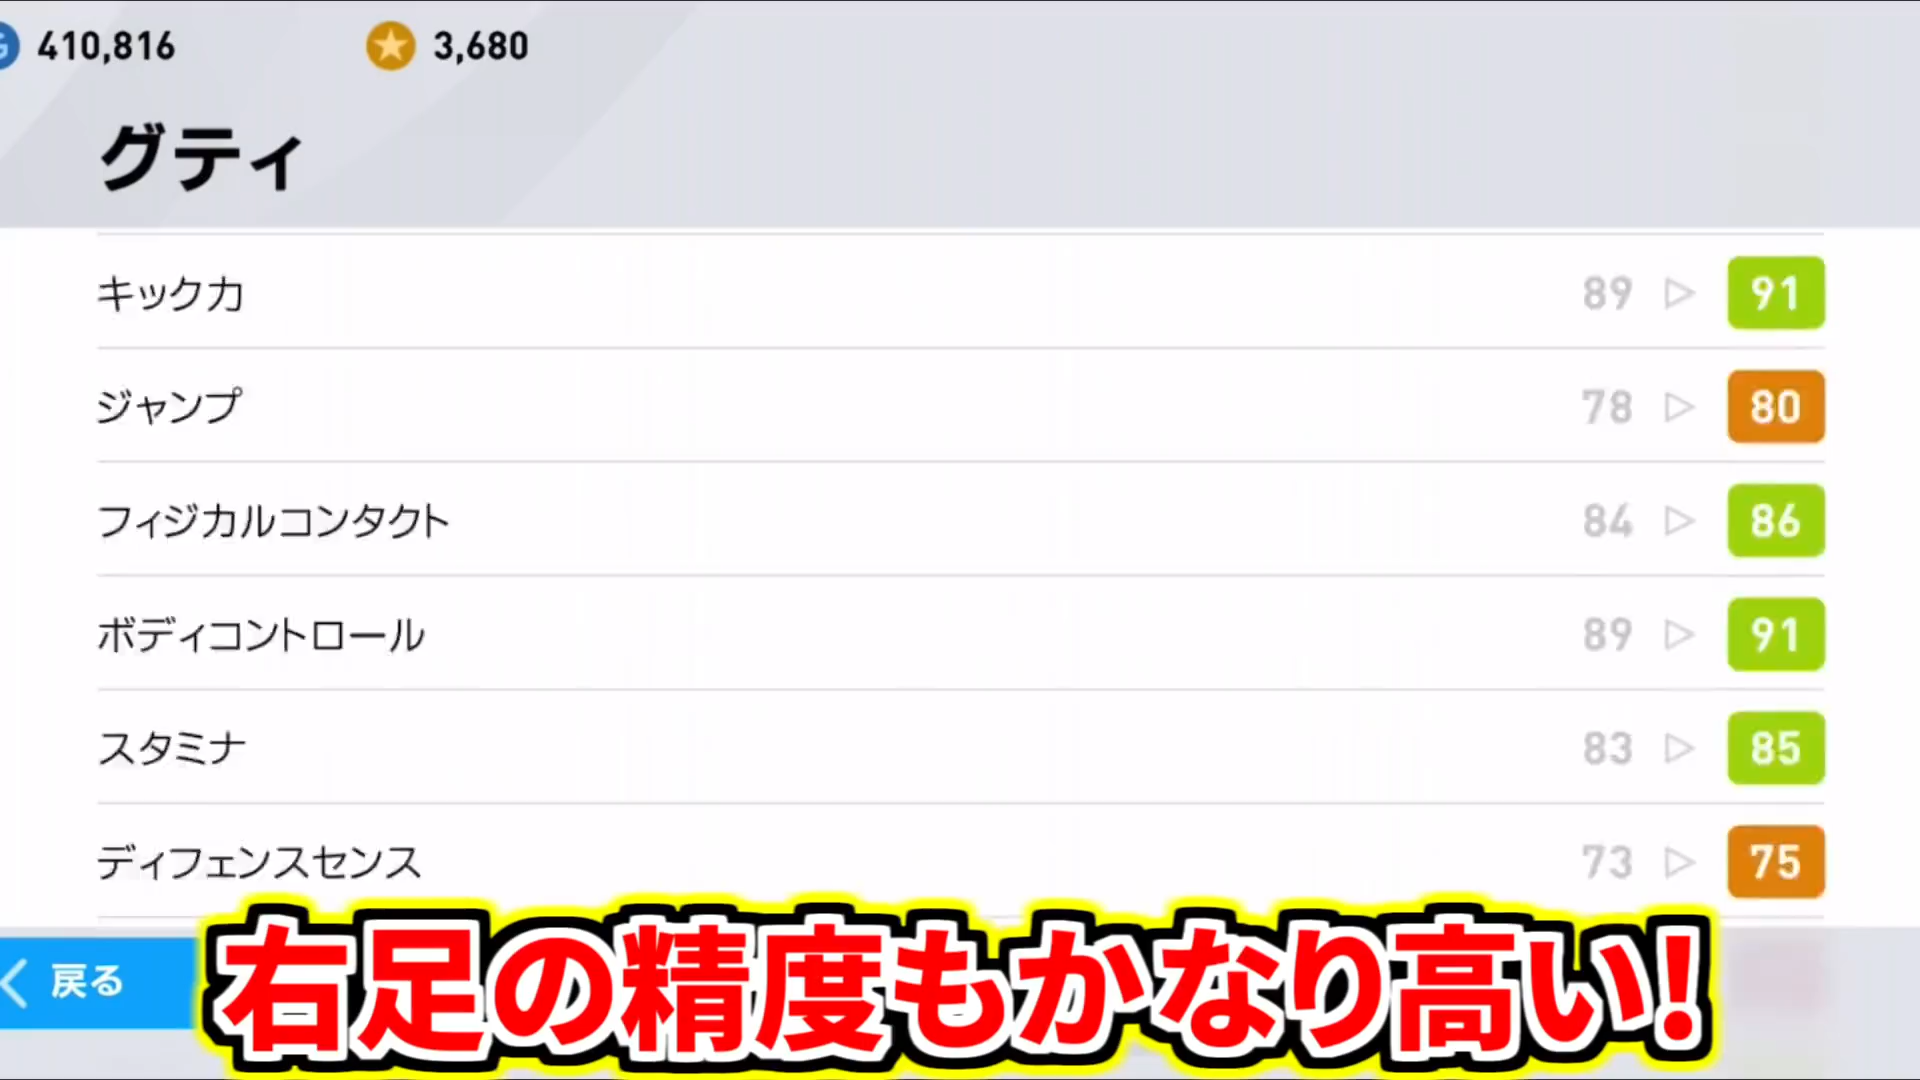 410,816 3,680
グティ
キック力 89 ▷ 91
ジャンプ 78 ▷ 80
フィジカルコンタクト 84 ▷ 86
ボディコントロール 89 ▷ 91
スタミナ 83 ▷ 85
ディフェンスセンス 73 ▷ 75
戻る
右足の精度もかなり高い!